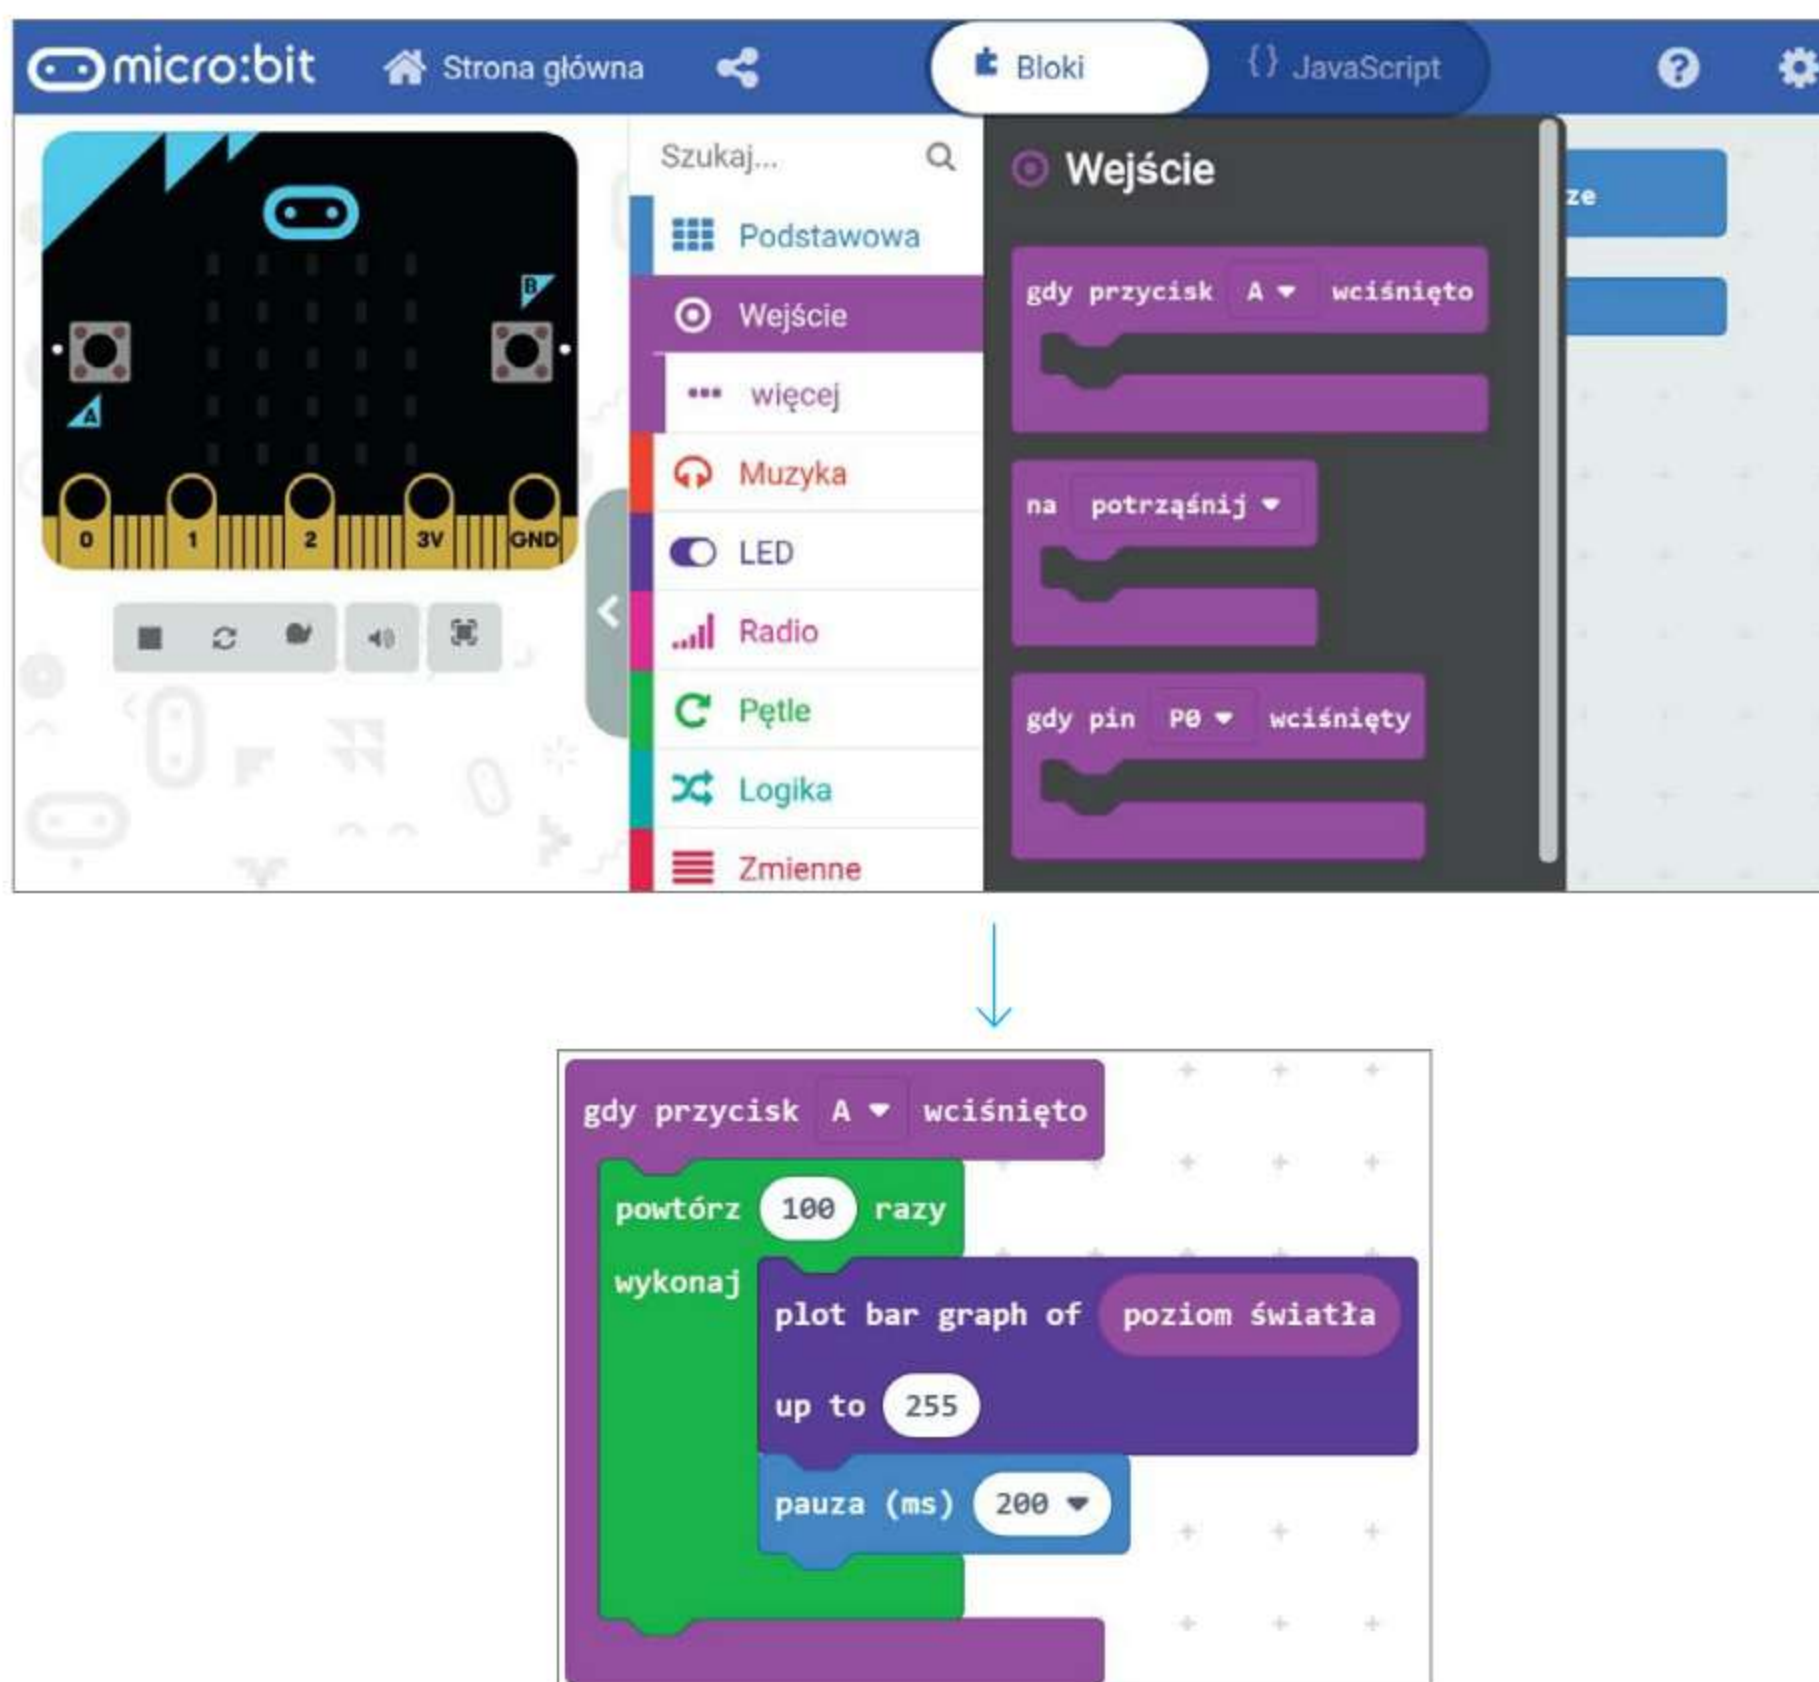 micro:bit Strona główna Bloki {} JavaScript ?
Szukaj...
Podstawowa
Wejście
więcej
Muzyka
LED
Radio
Pętle
Logika
Zmienne
A
B
0 1 2 3V GND
Wejście
gdy przycisk A wciśnięto
na potrząśnij
gdy pin P0 wciśnięty
ze
gdy przycisk A wciśnięto
powtórz 100 razy
wykonaj
plot bar graph of poziom światła
up to 255
pauza (ms) 200